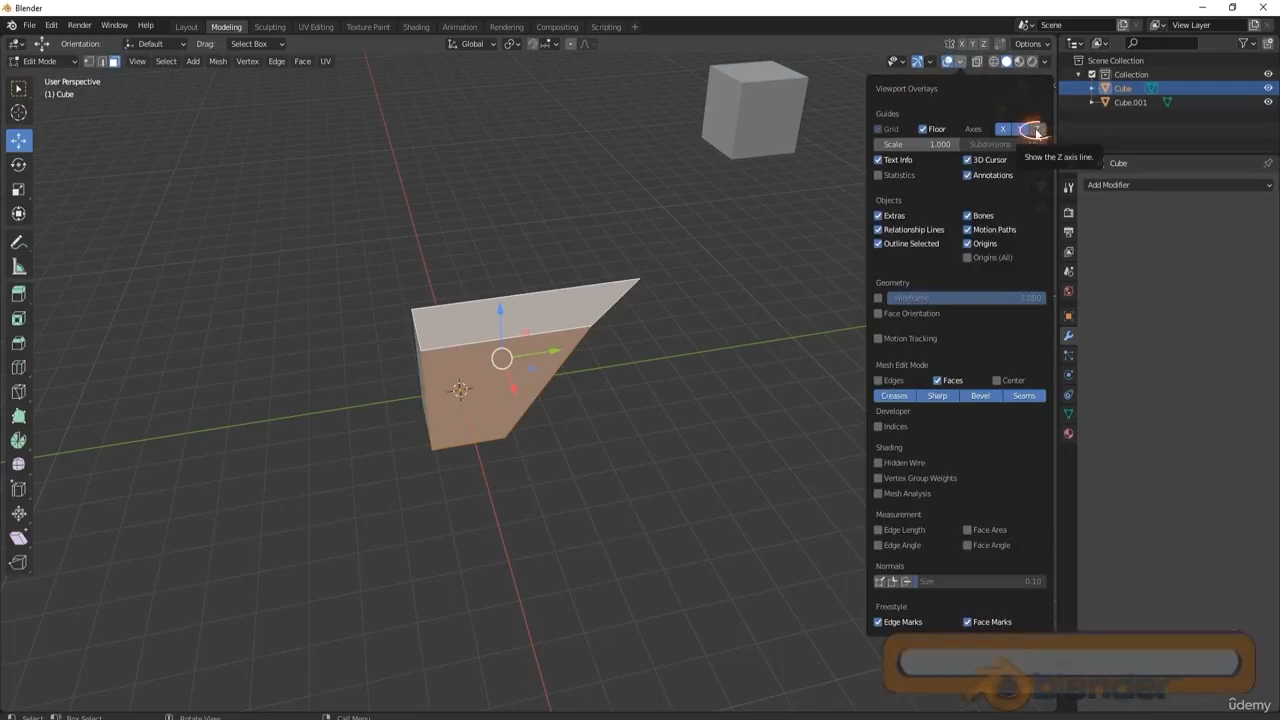 Blender
File Edit Render Window Help
Layout Modeling Sculpting UV Editing Texture Paint Shading Animation Rendering Compositing Scripting
Scene
View Layer
Orientation: Default Drag: Select Box
Global
X Y Z Options
Edit Mode View Select Add Mesh Vertex Edge Face UV
User Perspective
(1) Cube
Viewport Overlays
Guides
Grid Floor Axes X
Scale 1.000 Subdivisions
Text Info 3D Cursor
Show the Z axis line.
Statistics Annotations
Objects
Extras Bones
Relationship Lines Motion Paths
Outline Selected Origins
Origins (All)
Geometry
Wireframe 1.000
Face Orientation
Motion Tracking
Mesh Edit Mode
Edges Faces Center
Creases Sharp Bevel Seams
Developer
Indices
Shading
Hidden Wire
Vertex Group Weights
Mesh Analysis
Measurement
Edge Length Face Area
Edge Angle Face Angle
Normals
Size 0.10
Freestyle
Edge Marks Face Marks
Scene Collection
Collection
Cube
Cube.001
Cube
Add Modifier
blender
Select Box Select Rotate View Call Menu
ûdemy